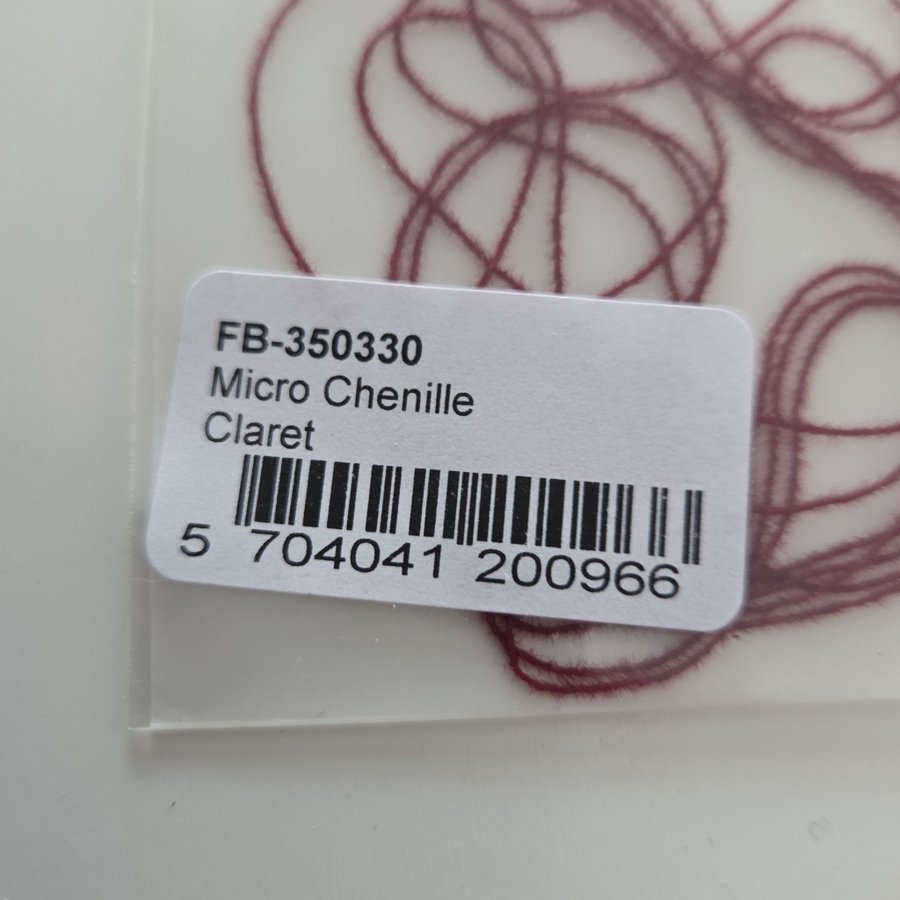 FB-350330
Micro Chenille
Claret
5 704041 200966